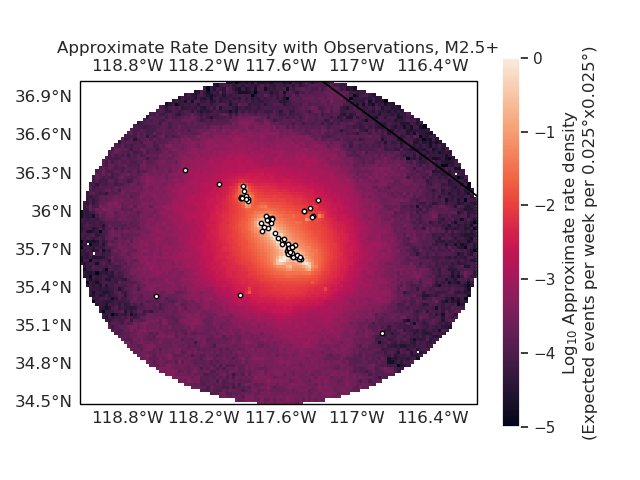 Approximate Rate Density with Observations, M2.5+
118.8°W 118.2°W 117.6°W 117°W 116.4°W
36.9°N
36.6°N
36.3°N
36°N
35.7°N
35.4°N
35.1°N
34.8°N
34.5°N
118.8°W 118.2°W 117.6°W 117°W 116.4°W
0
−1
−2
−3
−4
−5
Log₁₀ Approximate rate density
(Expected events per week per 0.025°x0.025°)